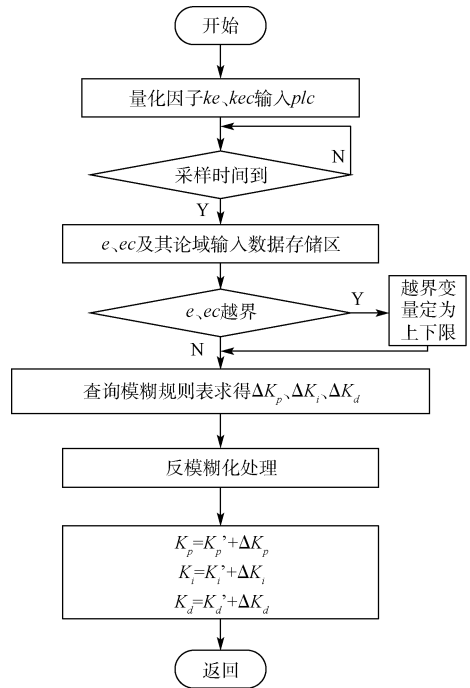 开始
量化因子ke、kec输入plc
N
采样时间到
Y
e、ec及其论域输入数据存储区
e、ec越界
Y
越界变
量定为
上下限
N
查询模糊规则表求得ΔKp、ΔKi、ΔKd
反模糊化处理
Kp=Kp’+ΔKp
Ki=Ki’+ΔKi
Kd=Kd’+ΔKd
返回